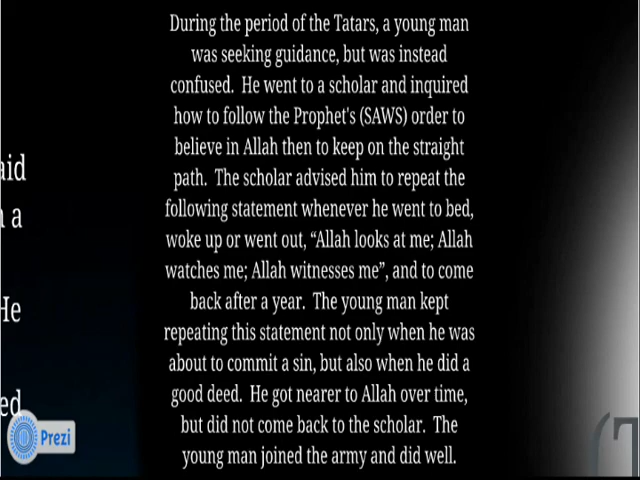 During the period of the Tatars, a young man
was seeking guidance, but was instead
confused.  He went to a scholar and inquired
how to follow the Prophet's (SAWS) order to
believe in Allah then to keep on the straight
path.  The scholar advised him to repeat the
following statement whenever he went to bed,
woke up or went out, “Allah looks at me; Allah
watches me; Allah witnesses me”, and to come
back after a year.  The young man kept
repeating this statement not only when he was
about to commit a sin, but also when he did a
good deed.  He got nearer to Allah over time,
but did not come back to the scholar.  The
young man joined the army and did well.
aid
a
He
ed
Prezi
(T